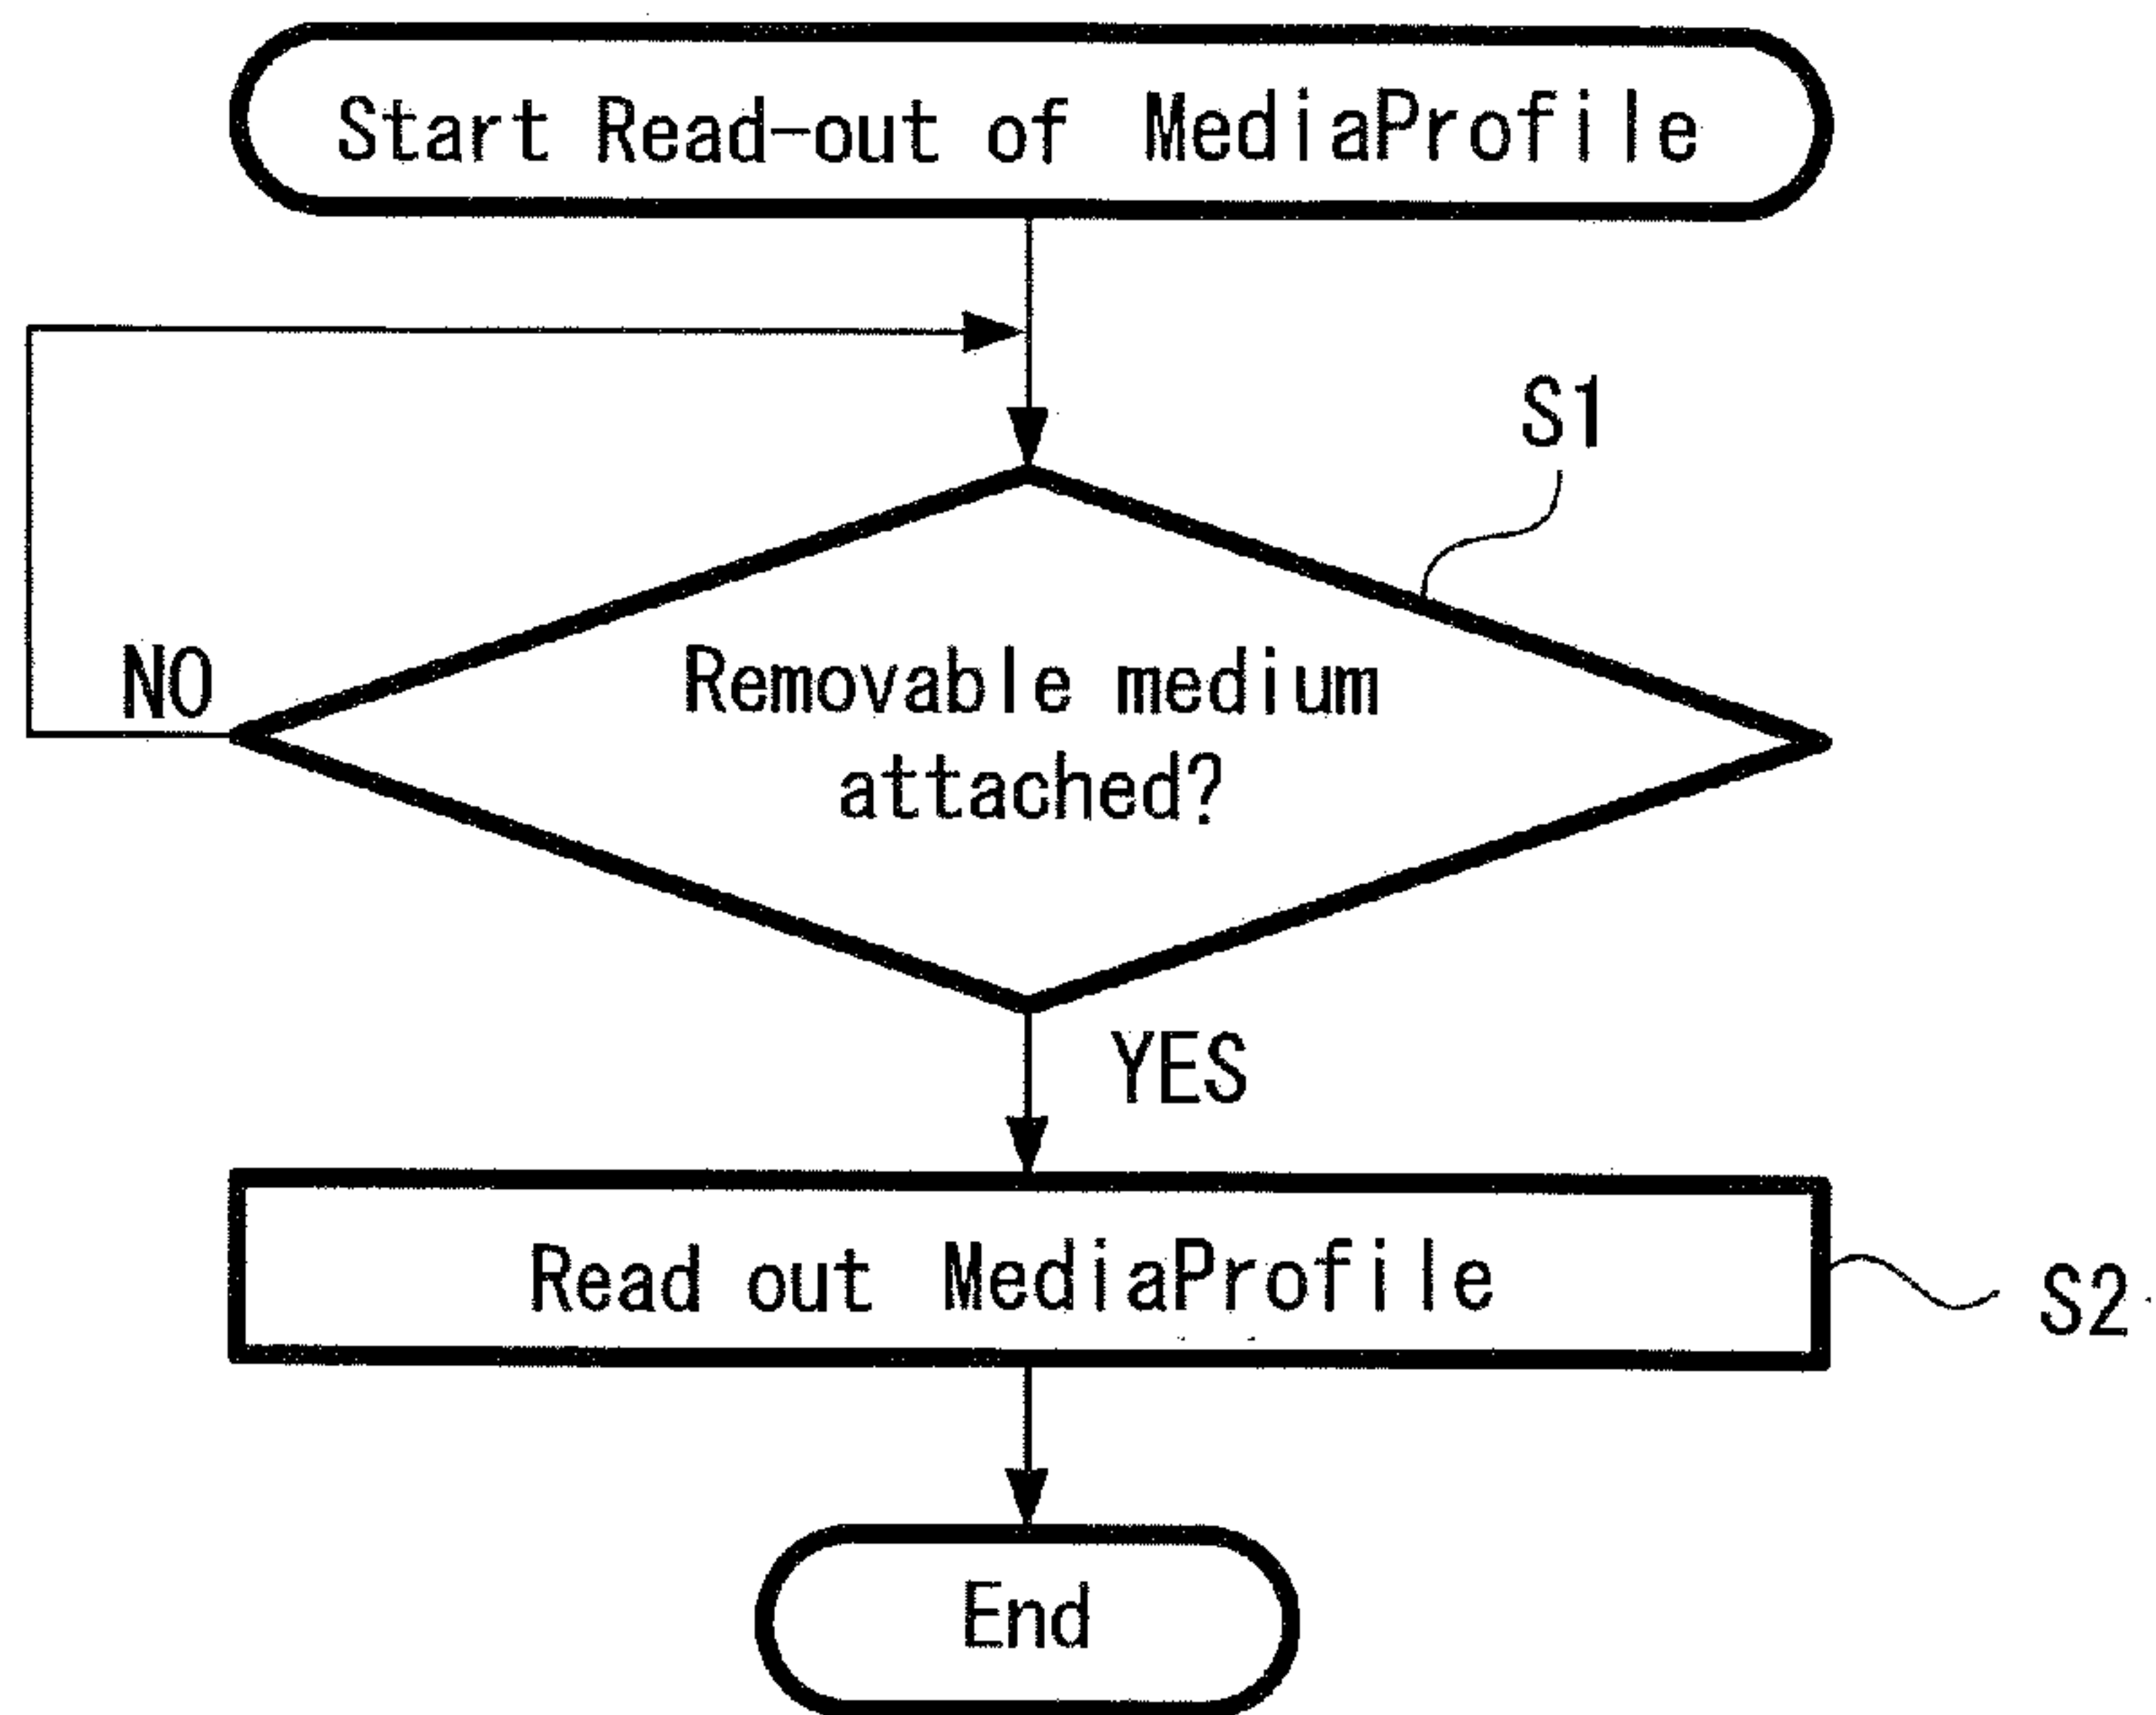 Start Read-out of MediaProfile
S1
NO
Removable medium
attached?
YES
Read out MediaProfile
S2
End